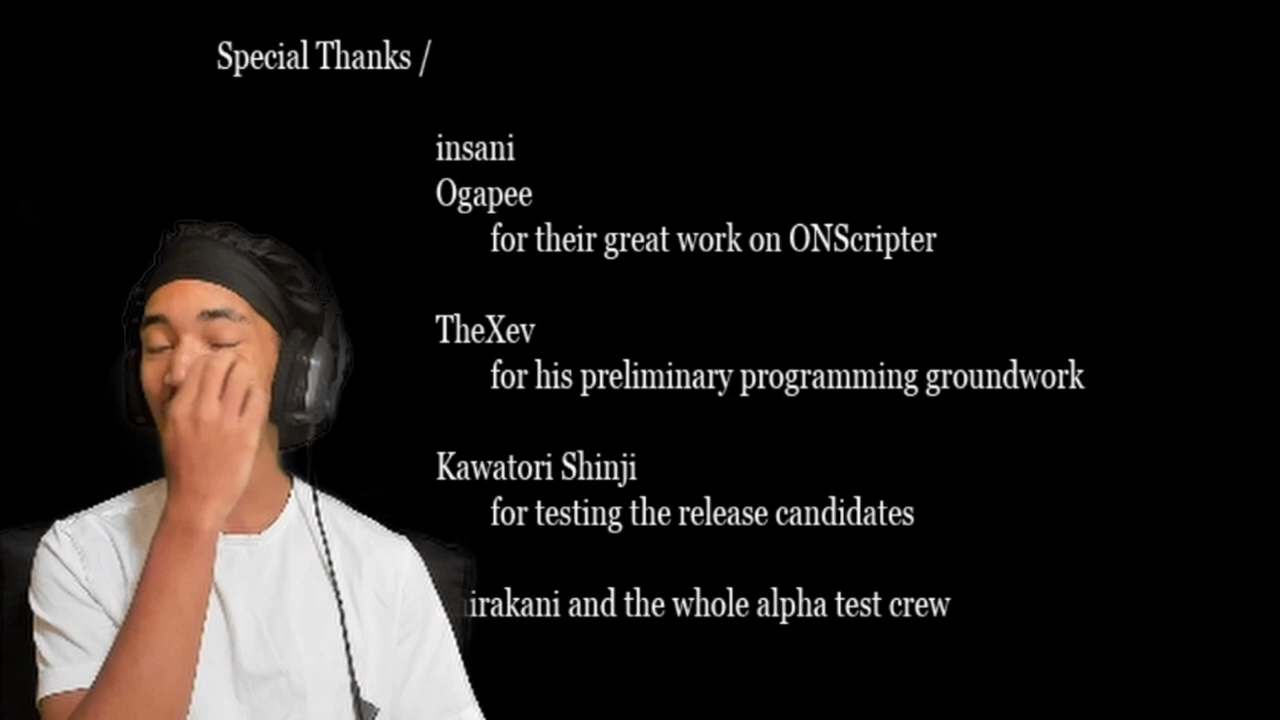 Special Thanks /
insani
Ogapee
for their great work on ONScripter
TheXev
for his preliminary programming groundwork
Kawatori Shinji
for testing the release candidates
and the whole alpha test crew